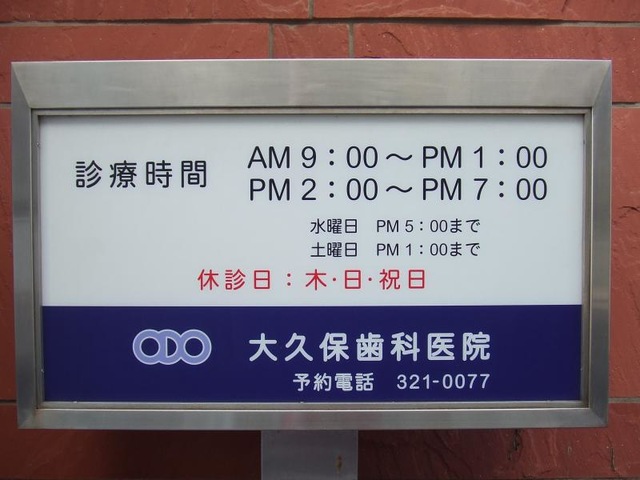 診療時間 AM 9：00～PM 1：00
PM 2：00～PM 7：00
水曜日 PM 5：00まで
土曜日 PM 1：00まで
休診日：木・日・祝日
ODO 大久保歯科医院
予約電話 321-0077